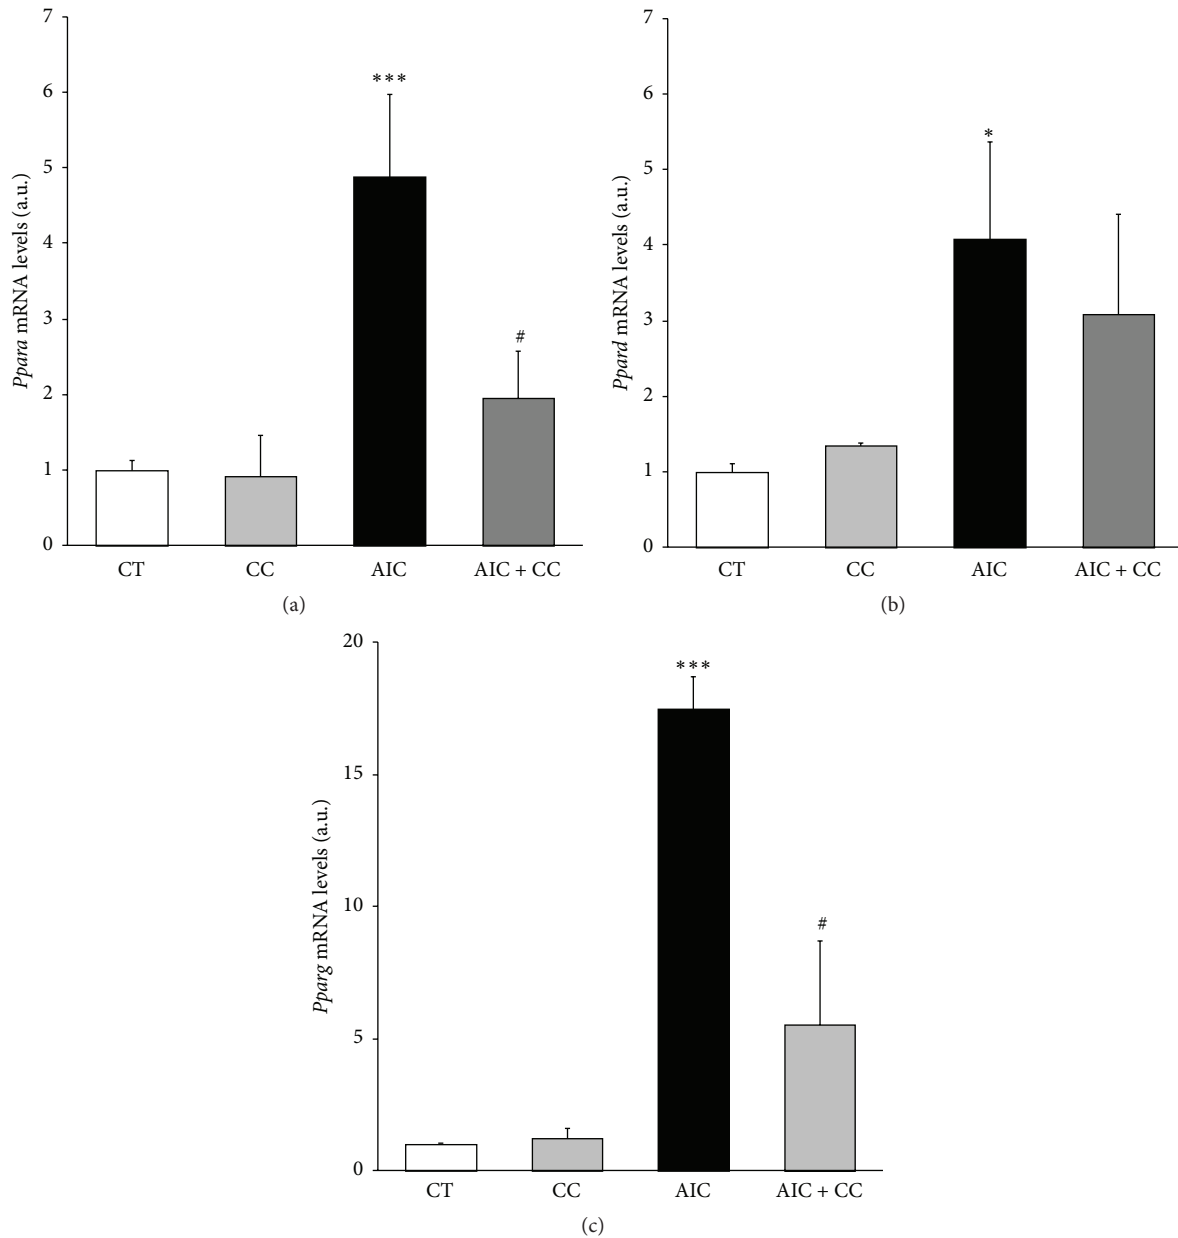 7
6
5
4
3
2
1
0
Ppara mRNA levels (a.u.)
***
#
CT CC AIC AIC + CC
(a)
7
6
5
4
3
2
1
0
Ppard mRNA levels (a.u.)
*
CT CC AIC AIC + CC
(b)
20
15
10
5
0
Pparg mRNA levels (a.u.)
***
#
CT CC AIC AIC + CC
(c)